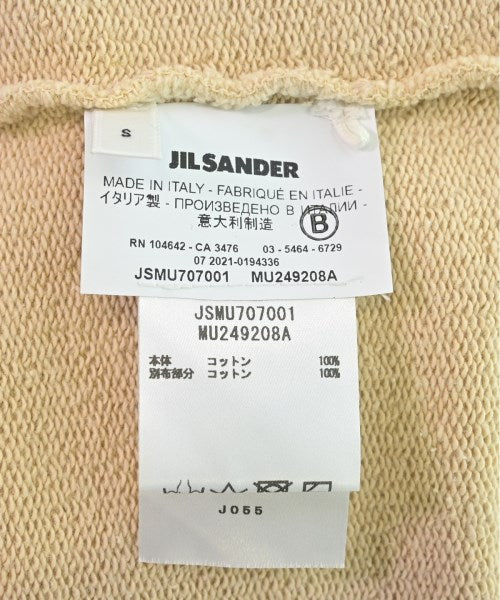 S
JIL SANDER
MADE IN ITALY - FABRIQUÉ EN ITALIE -
イタリア製 - ПРОИЗВЕДЕНО В ИТАЛИИ -
意大利制造 B
RN 104642 - CA 3476 03 - 5464 - 6729
07 2021-0194336
JSMU707001 MU249208A
JSMU707001
MU249208A
本体 コットン 100%
別布部分 コットン 100%
J055